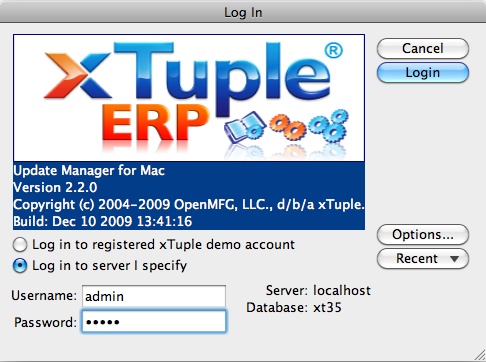 Log In
xTuple®
ERP
Cancel
Login
Update Manager for Mac
Version 2.2.0
Copyright (c) 2004-2009 OpenMFG, LLC., d/b/a xTuple.
Build: Dec 10 2009 13:41:16
Log in to registered xTuple demo account
Log in to server I specify
Options...
Recent
Username: admin
Server: localhost
Password: •••••
Database: xt35